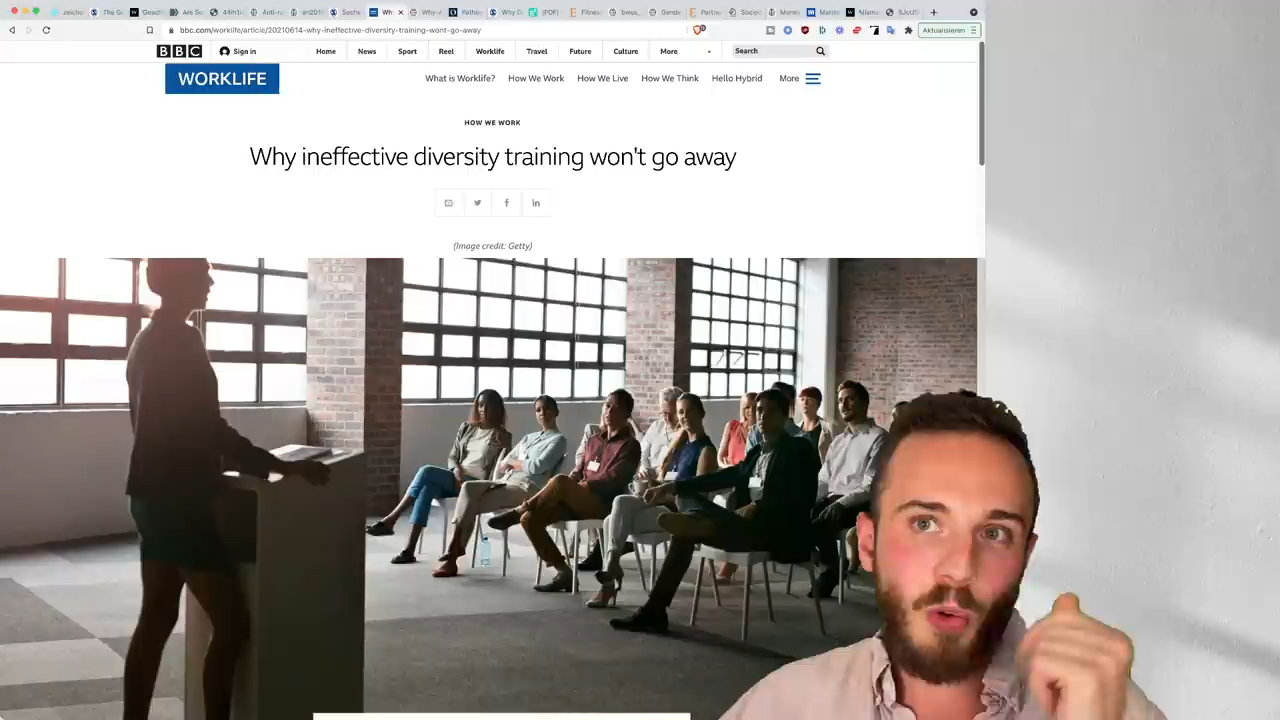 bbc.com/worklife/article/20210614-why-ineffective-diversity-training-wont-go-away
Aktualisieren
BBC Sign in Home News Sport Reel Worklife Travel Future Culture More Search
WORKLIFE What is Worklife? How We Work How We Live How We Think Hello Hybrid More
HOW WE WORK
Why ineffective diversity training won't go away
(Image credit: Getty)